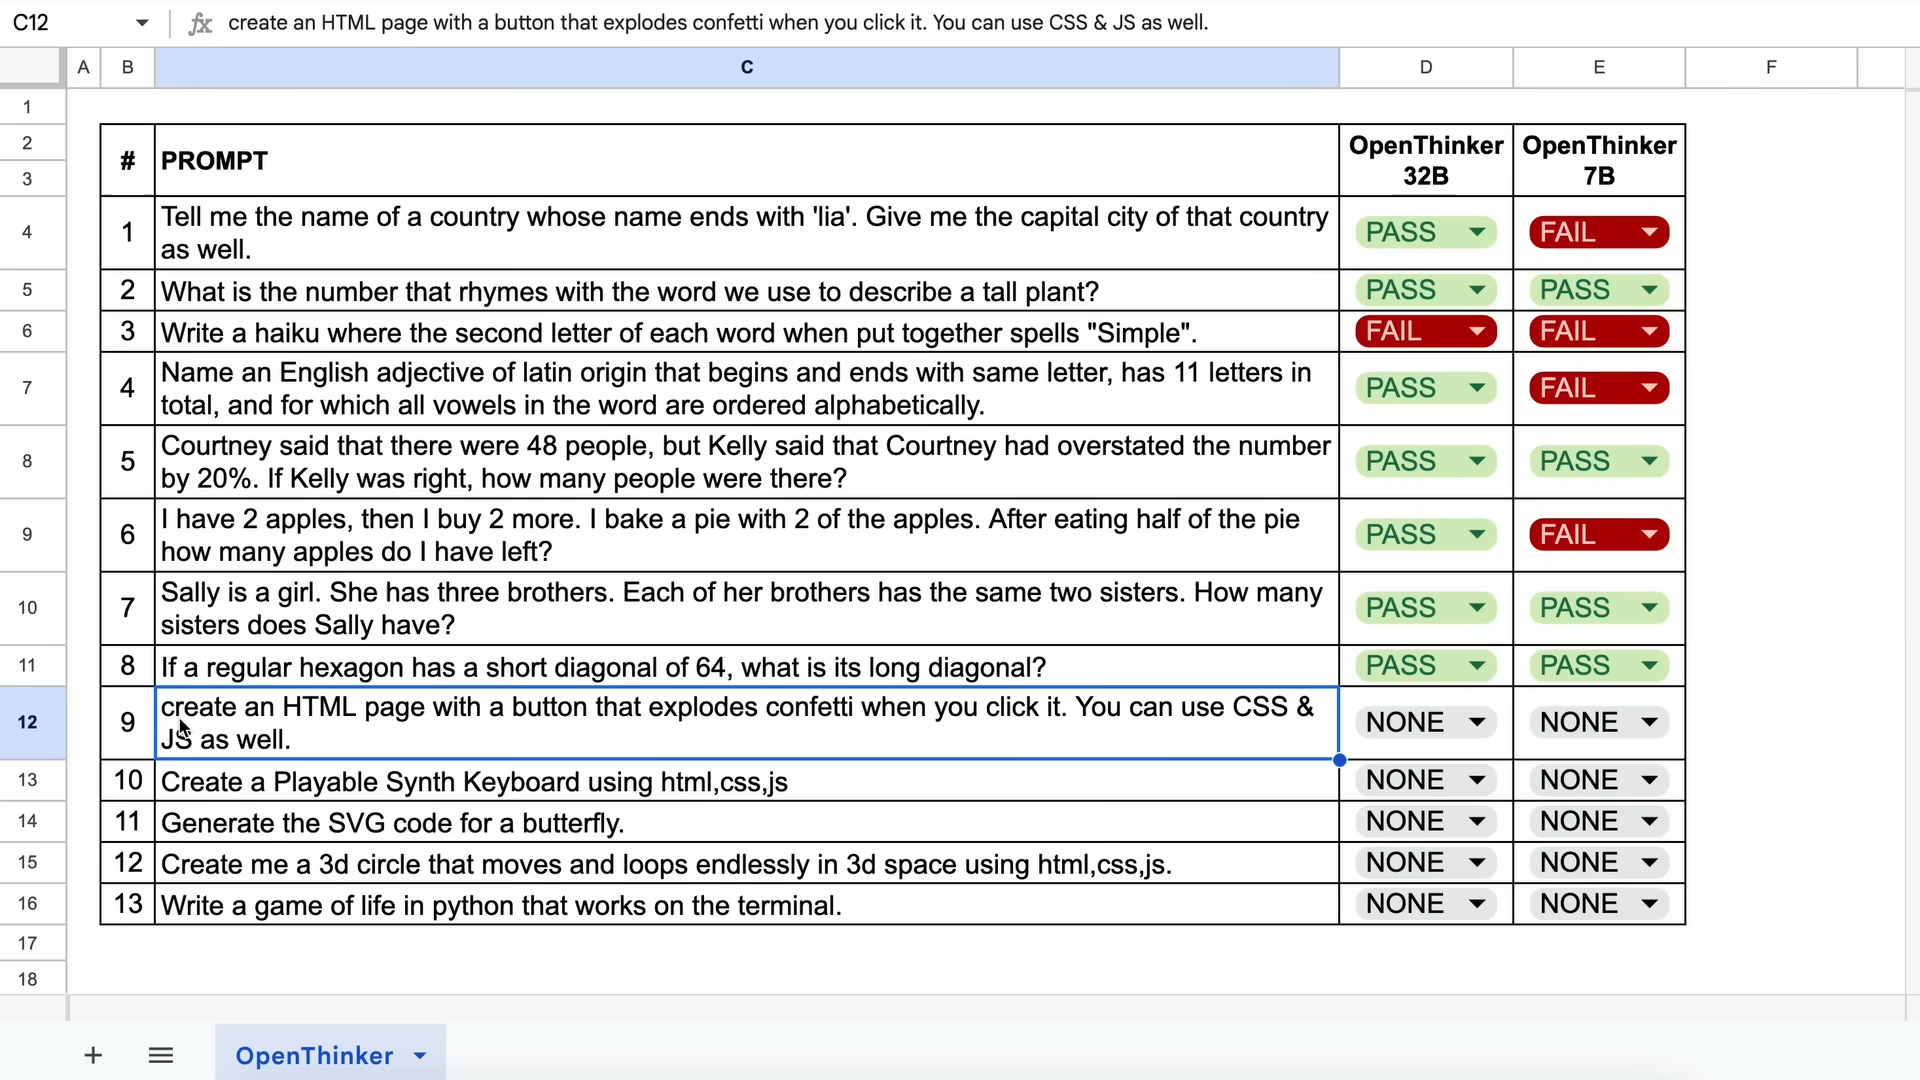 C12
fx create an HTML page with a button that explodes confetti when you click it. You can use CSS & JS as well.
A B C D E F
1
2
3
# PROMPT OpenThinker 32B OpenThinker 7B
4
1 Tell me the name of a country whose name ends with 'lia'. Give me the capital city of that country
as well.
PASS FAIL
5
2 What is the number that rhymes with the word we use to describe a tall plant? PASS PASS
6
3 Write a haiku where the second letter of each word when put together spells "Simple". FAIL FAIL
7
4 Name an English adjective of latin origin that begins and ends with same letter, has 11 letters in
total, and for which all vowels in the word are ordered alphabetically.
PASS FAIL
8
5 Courtney said that there were 48 people, but Kelly said that Courtney had overstated the number
by 20%. If Kelly was right, how many people were there?
PASS PASS
9
6 I have 2 apples, then I buy 2 more. I bake a pie with 2 of the apples. After eating half of the pie
how many apples do I have left?
PASS FAIL
10
7 Sally is a girl. She has three brothers. Each of her brothers has the same two sisters. How many
sisters does Sally have?
PASS PASS
11
8 If a regular hexagon has a short diagonal of 64, what is its long diagonal? PASS PASS
12
9 create an HTML page with a button that explodes confetti when you click it. You can use CSS &
JS as well.
NONE NONE
13
10 Create a Playable Synth Keyboard using html,css,js NONE NONE
14
11 Generate the SVG code for a butterfly. NONE NONE
15
12 Create me a 3d circle that moves and loops endlessly in 3d space using html,css,js. NONE NONE
16
13 Write a game of life in python that works on the terminal. NONE NONE
17
18
OpenThinker